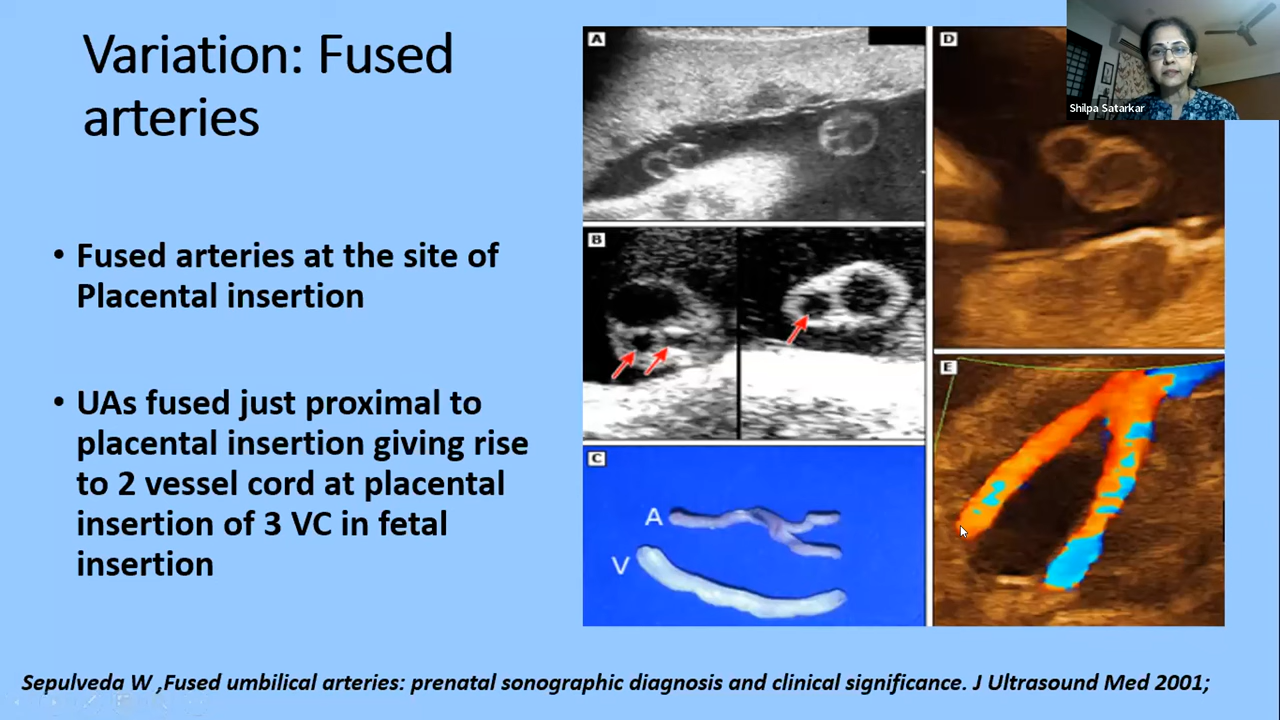 Variation: Fused
arteries
• Fused arteries at the site of
Placental insertion
• UAs fused just proximal to
placental insertion giving rise
to 2 vessel cord at placental
insertion of 3 VC in fetal
insertion
A
B
C
A
V
D
E
Shilpa Satarkar
Sepulveda W ,Fused umbilical arteries: prenatal sonographic diagnosis and clinical significance. J Ultrasound Med 2001;